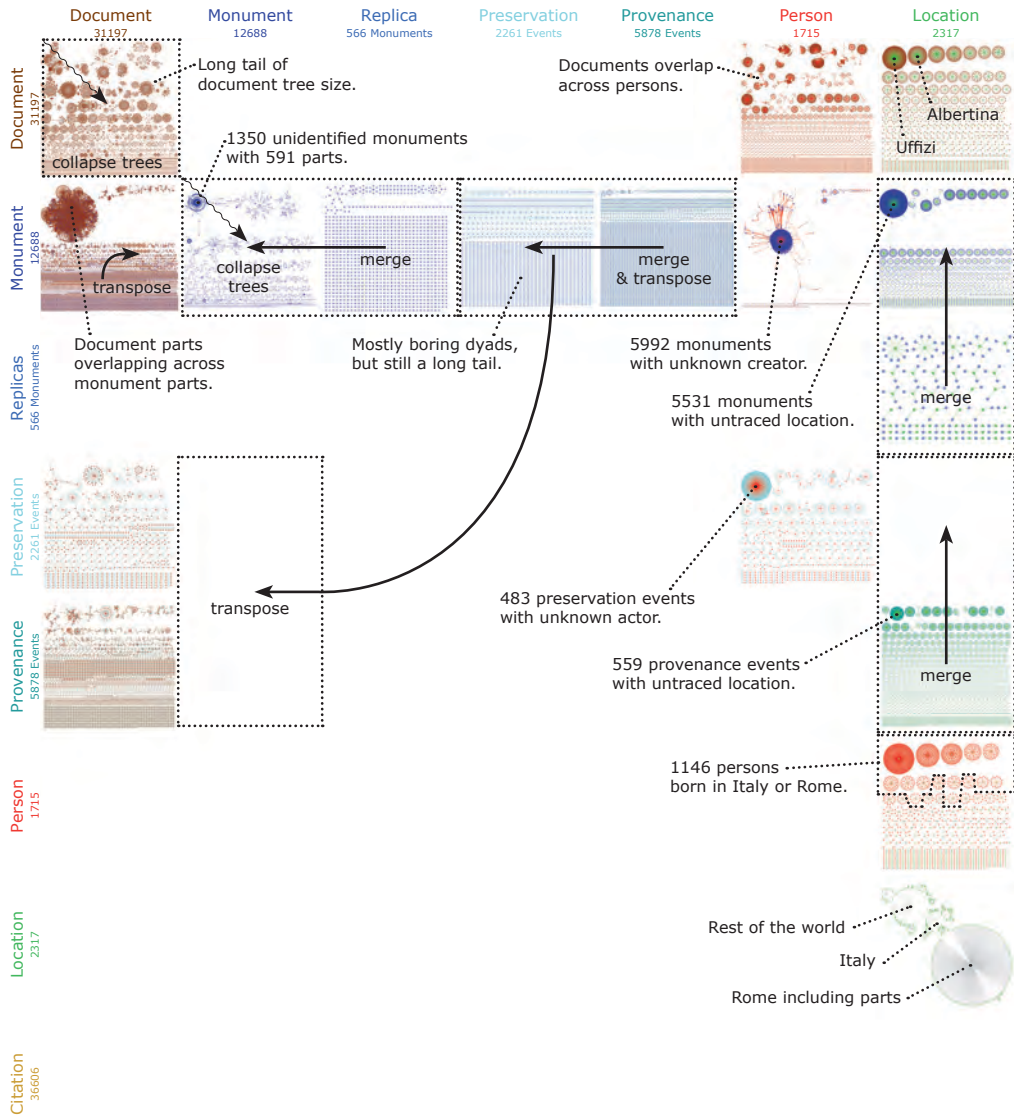 Document
31197
Monument
12688
Replica
566 Monuments
Preservation
2261 Events
Provenance
5878 Events
Person
1715
Location
2317
Document
31197
Long tail of
document tree size.
collapse trees
1350 unidentified monuments
with 591 parts.
Documents overlap
across persons.
Albertina
Uffizi
Monument
12688
transpose
collapse
trees
merge
merge
& transpose
Document parts
overlapping across
monument parts.
Mostly boring dyads,
but still a long tail.
5992 monuments
with unknown creator.
5531 monuments
with untraced location.
Replicas
566 Monuments
merge
Preservation
2261 Events
transpose
483 preservation events
with unknown actor.
Provenance
5878 Events
559 provenance events
with untraced location.
merge
Person
1715
1146 persons
born in Italy or Rome.
Location
2317
Rest of the world
Italy
Rome including parts
Citation
36606